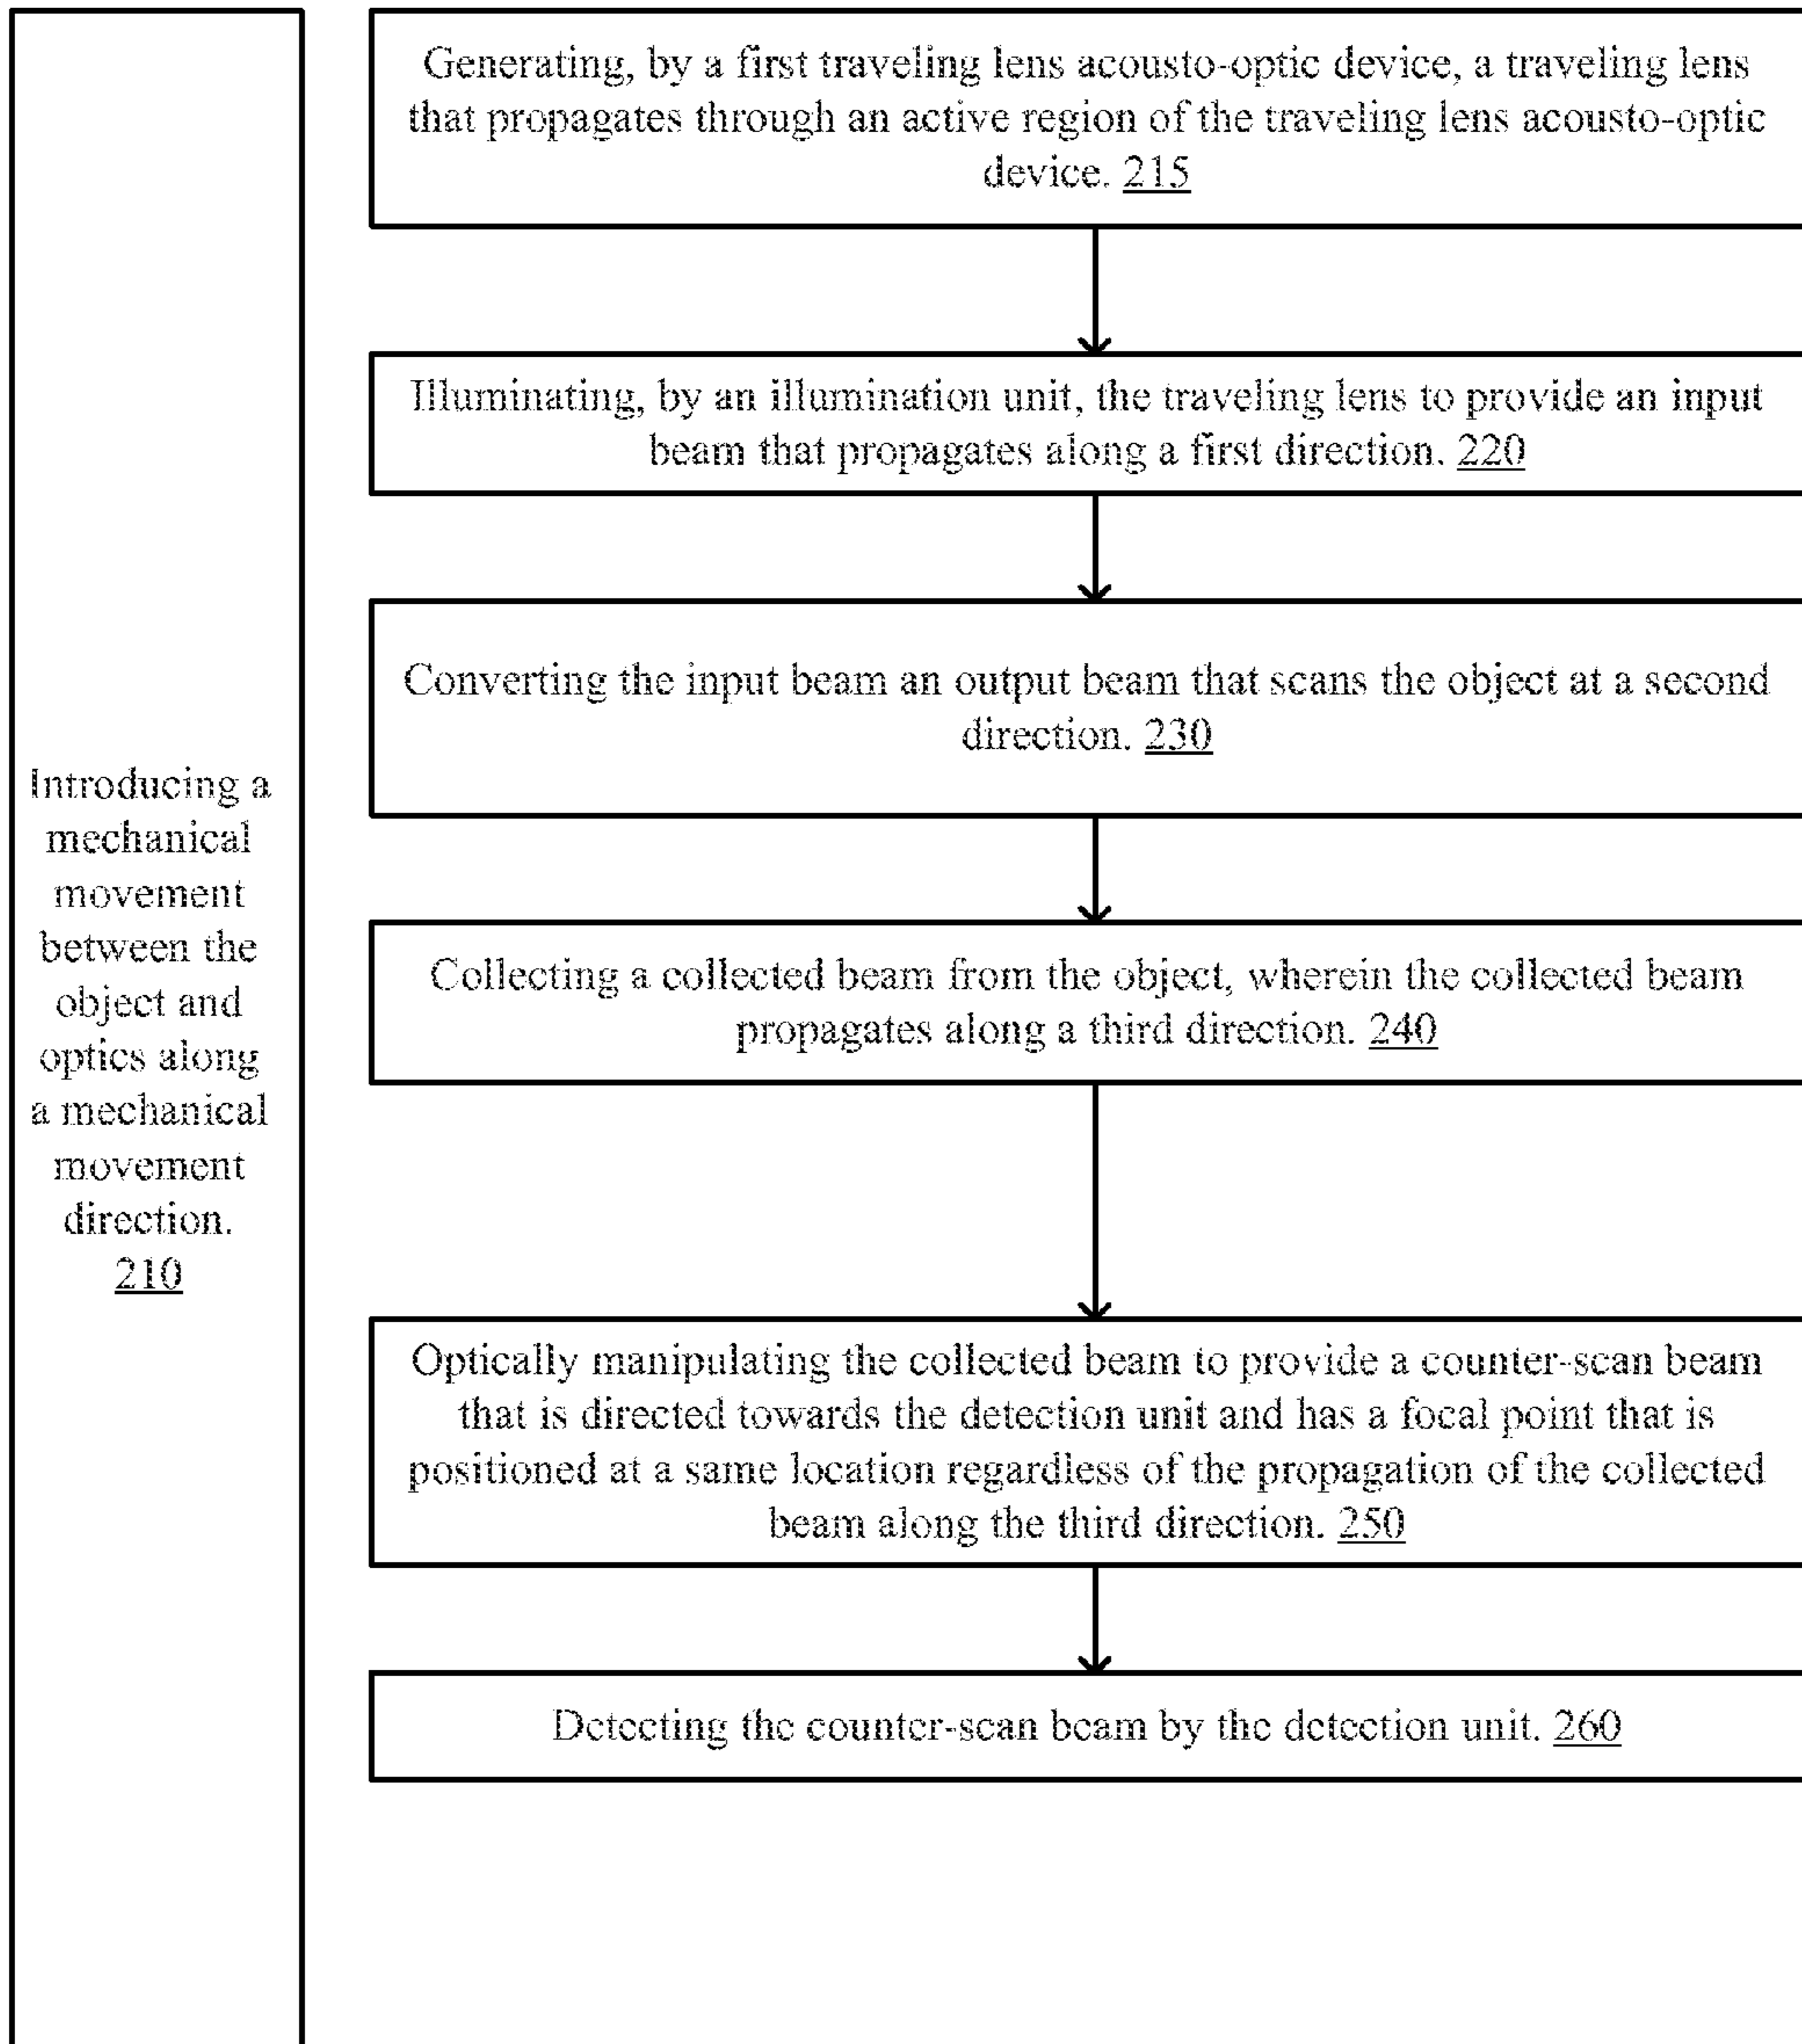 Introducing a
mechanical
movement
between the
object and
optics along
a mechanical
movement
direction.
210
Generating, by a first traveling lens acousto-optic device, a traveling lens
that propagates through an active region of the traveling lens acousto-optic
device. 215
Illuminating, by an illumination unit, the traveling lens to provide an input
beam that propagates along a first direction. 220
Converting the input beam an output beam that scans the object at a second
direction. 230
Collecting a collected beam from the object, wherein the collected beam
propagates along a third direction. 240
Optically manipulating the collected beam to provide a counter-scan beam
that is directed towards the detection unit and has a focal point that is
positioned at a same location regardless of the propagation of the collected
beam along the third direction. 250
Detecting the counter-scan beam by the detection unit. 260